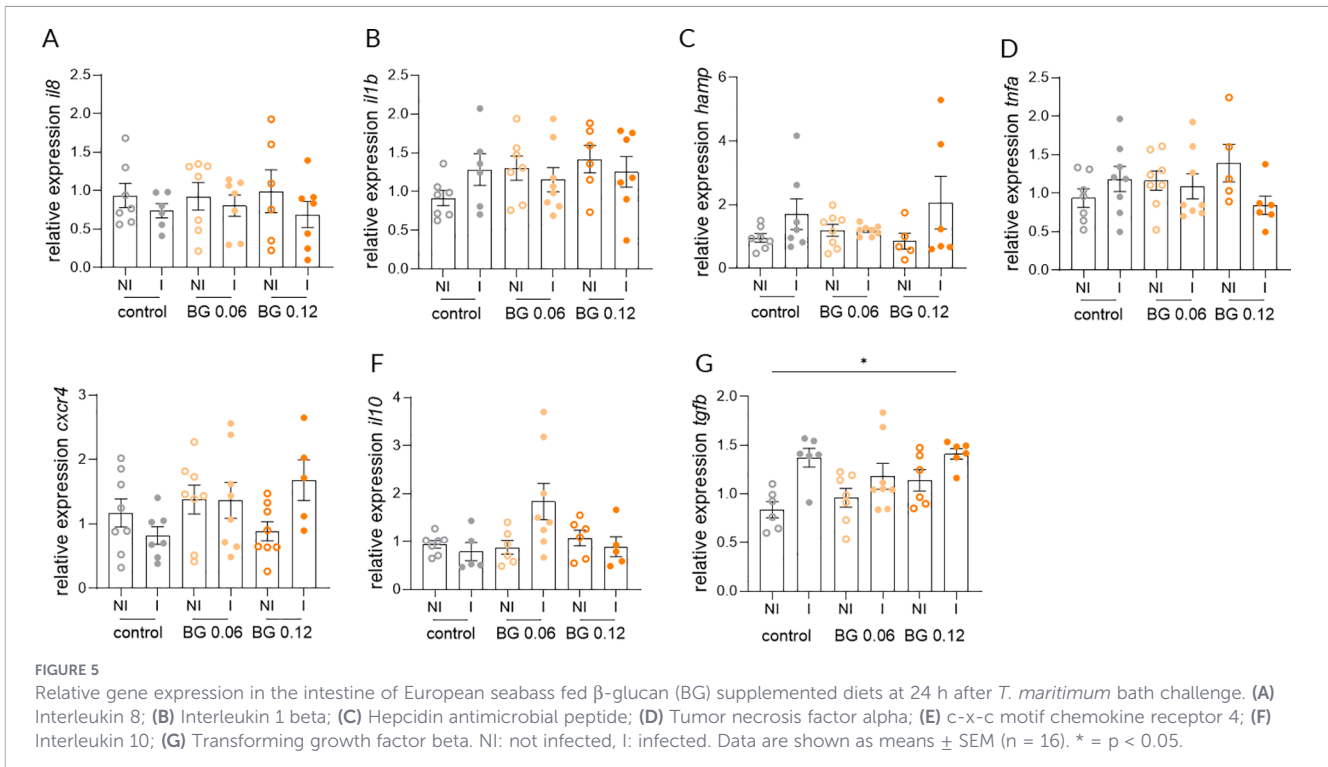 A
relative expression il8
2.5
2.0
1.5
1.0
0.5
0.0
NI I NI I NI I
control BG 0.06 BG 0.12
B
relative expression il1b
2.5
2.0
1.5
1.0
0.5
0.0
NI I NI I NI I
control BG 0.06 BG 0.12
C
relative expression hamp
6
4
2
0
NI I NI I NI I
control BG 0.06 BG 0.12
D
relative expression tnfa
2.5
2.0
1.5
1.0
0.5
0.0
NI I NI I NI I
control BG 0.06 BG 0.12
relative expression cxcr4
3
2
1
0
NI I NI I NI I
control BG 0.06 BG 0.12
F
relative expression il10
4
3
2
1
0
NI I NI I NI I
control BG 0.06 BG 0.12
G
*
relative expression tgfb
2.0
1.5
1.0
0.5
0.0
NI I NI I NI I
control BG 0.06 BG 0.12
FIGURE 5
Relative gene expression in the intestine of European seabass fed β-glucan (BG) supplemented diets at 24 h after T. maritimum bath challenge. (A)
Interleukin 8; (B) Interleukin 1 beta; (C) Hepcidin antimicrobial peptide; (D) Tumor necrosis factor alpha; (E) c-x-c motif chemokine receptor 4; (F)
Interleukin 10; (G) Transforming growth factor beta. NI: not infected, I: infected. Data are shown as means ± SEM (n = 16). * = p < 0.05.